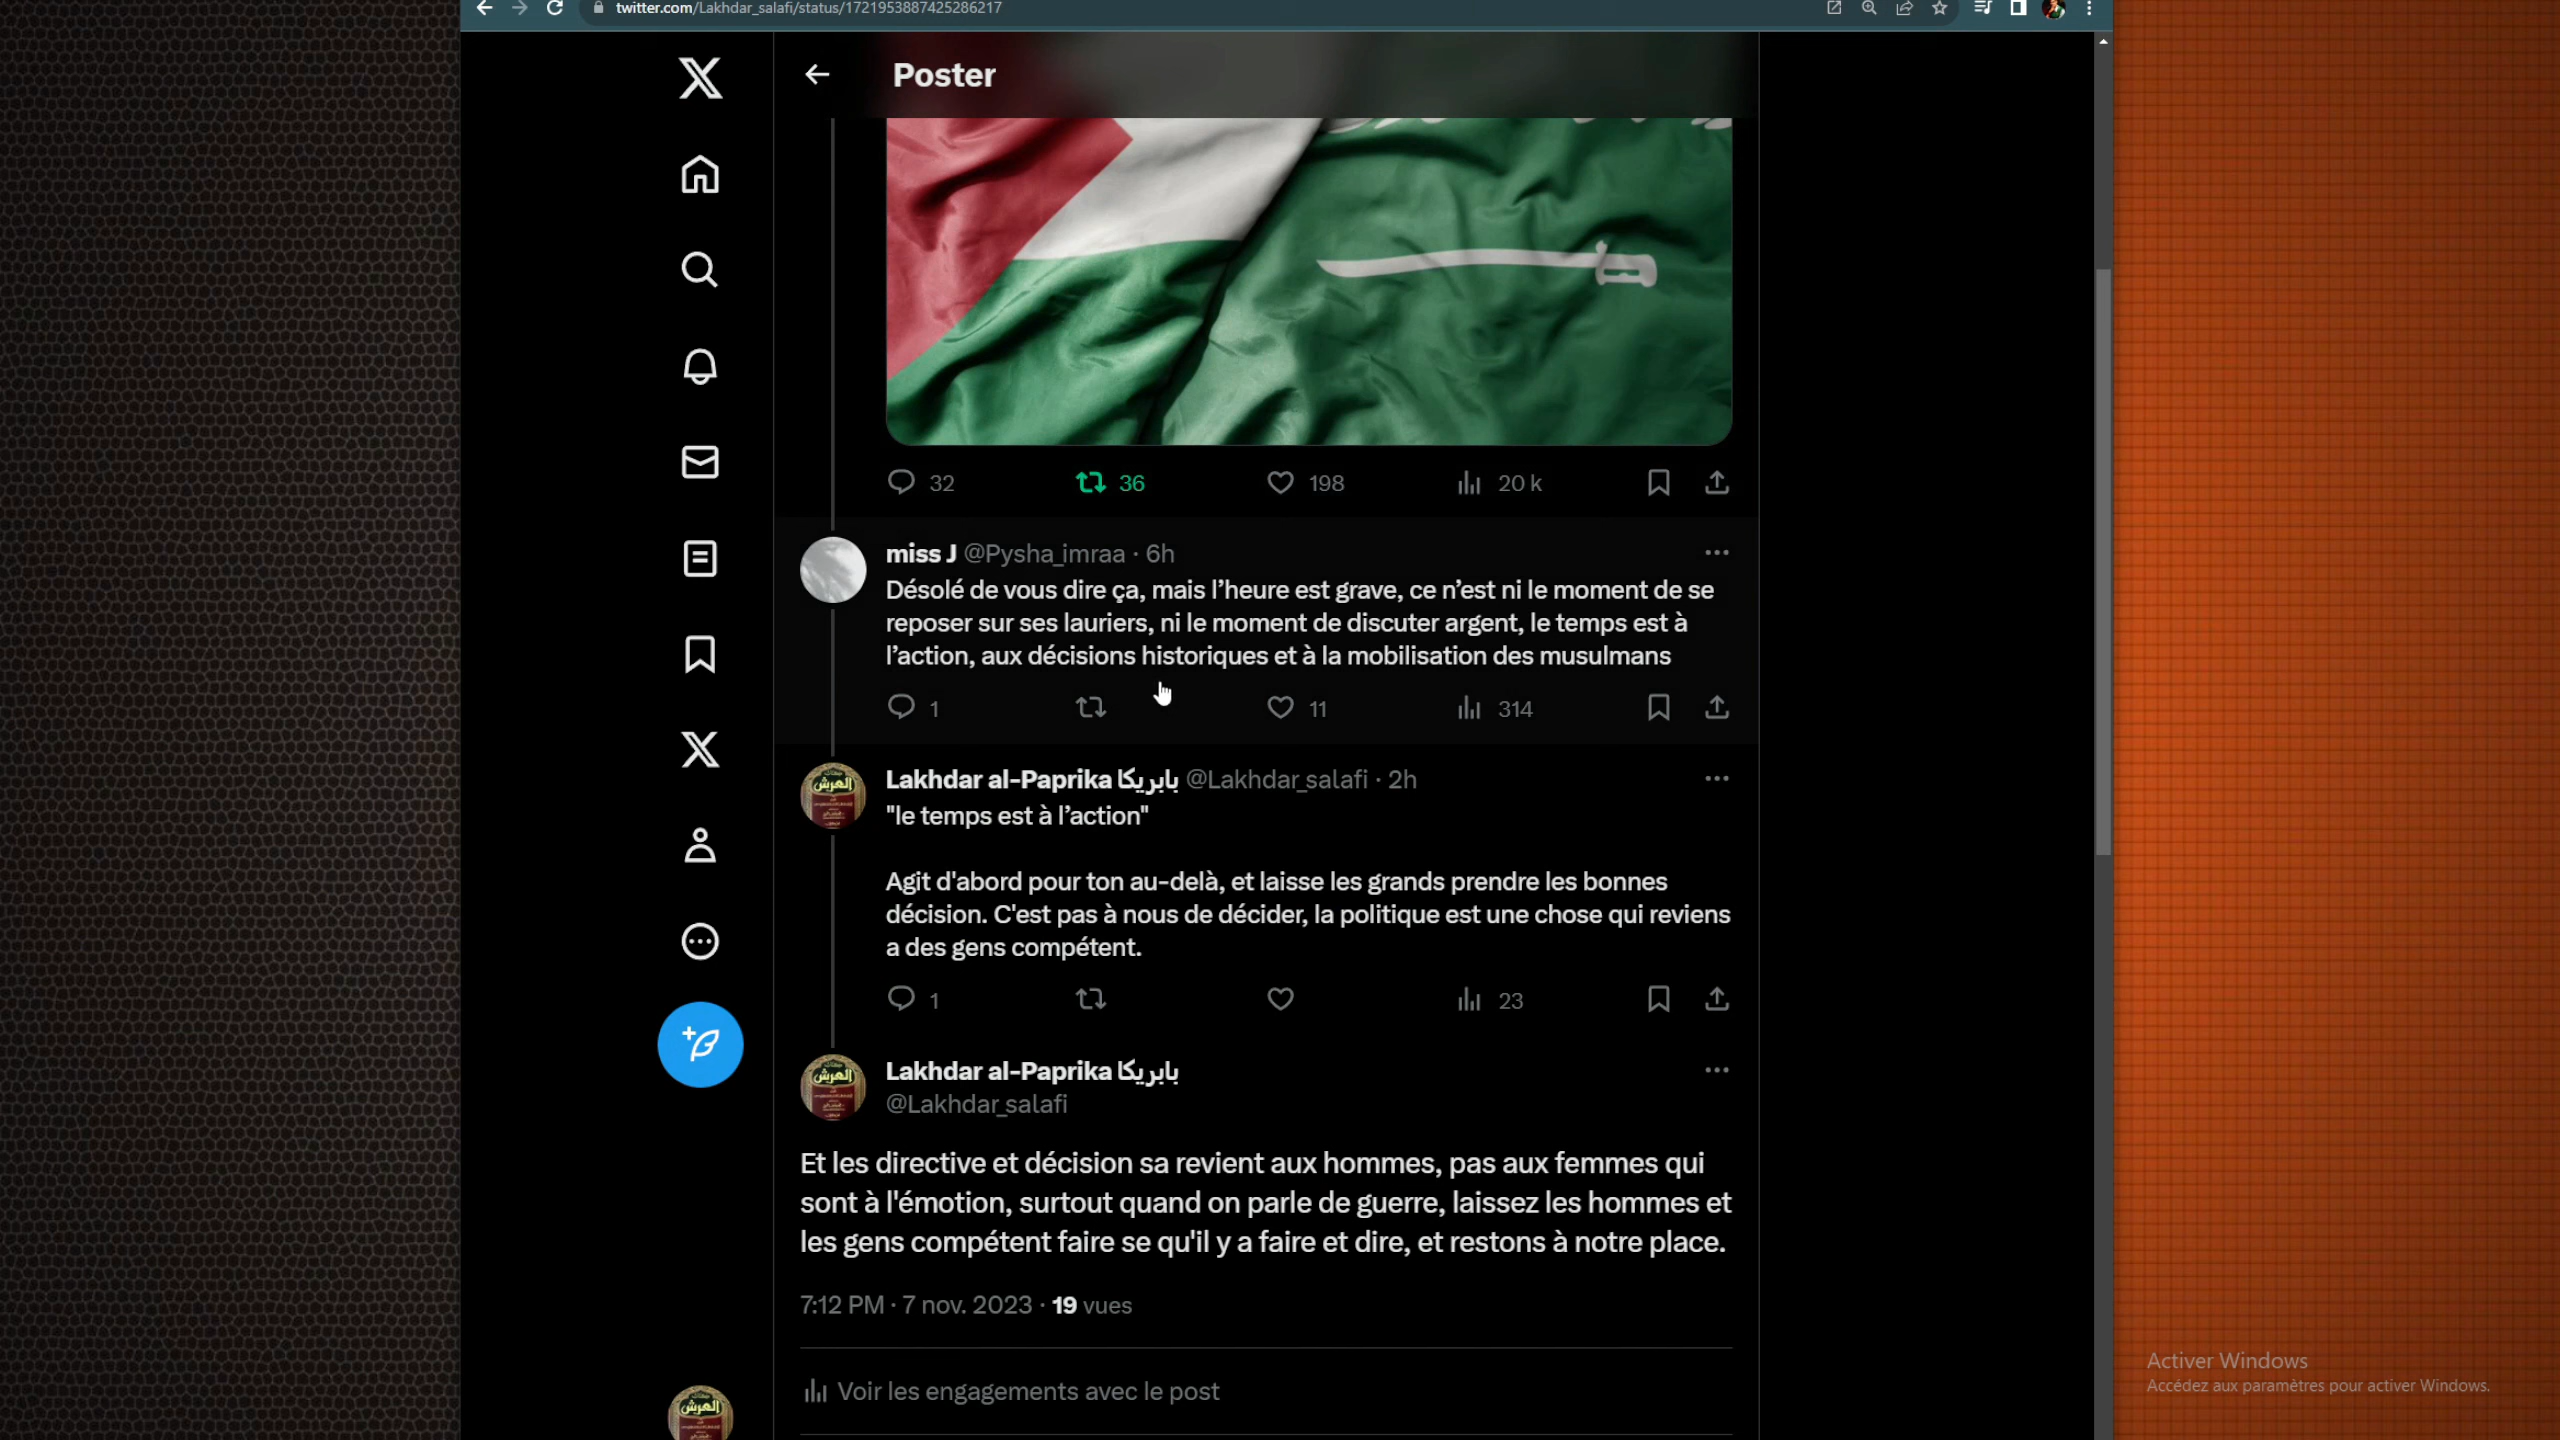 twitter.com/Lakhdar_salafi/status/1721953887425286217
Poster
32 36 198 20 k
miss J @Pysha_imraa · 6h
Désolé de vous dire ça, mais l’heure est grave, ce n’est ni le moment de se
reposer sur ses lauriers, ni le moment de discuter argent, le temps est à
l’action, aux décisions historiques et à la mobilisation des musulmans
1 11 314
Lakhdar al-Paprika بابريكا @Lakhdar_salafi · 2h
"le temps est à l’action"
Agit d'abord pour ton au-delà, et laisse les grands prendre les bonnes
décision. C'est pas à nous de décider, la politique est une chose qui reviens
a des gens compétent.
1 23
Lakhdar al-Paprika بابريكا
@Lakhdar_salafi
Et les directive et décision sa revient aux hommes, pas aux femmes qui
sont à l'émotion, surtout quand on parle de guerre, laissez les hommes et
les gens compétent faire se qu'il y a faire et dire, et restons à notre place.
7:12 PM · 7 nov. 2023 · 19 vues
Voir les engagements avec le post
العرش
Activer Windows
Accédez aux paramètres pour activer Windows.